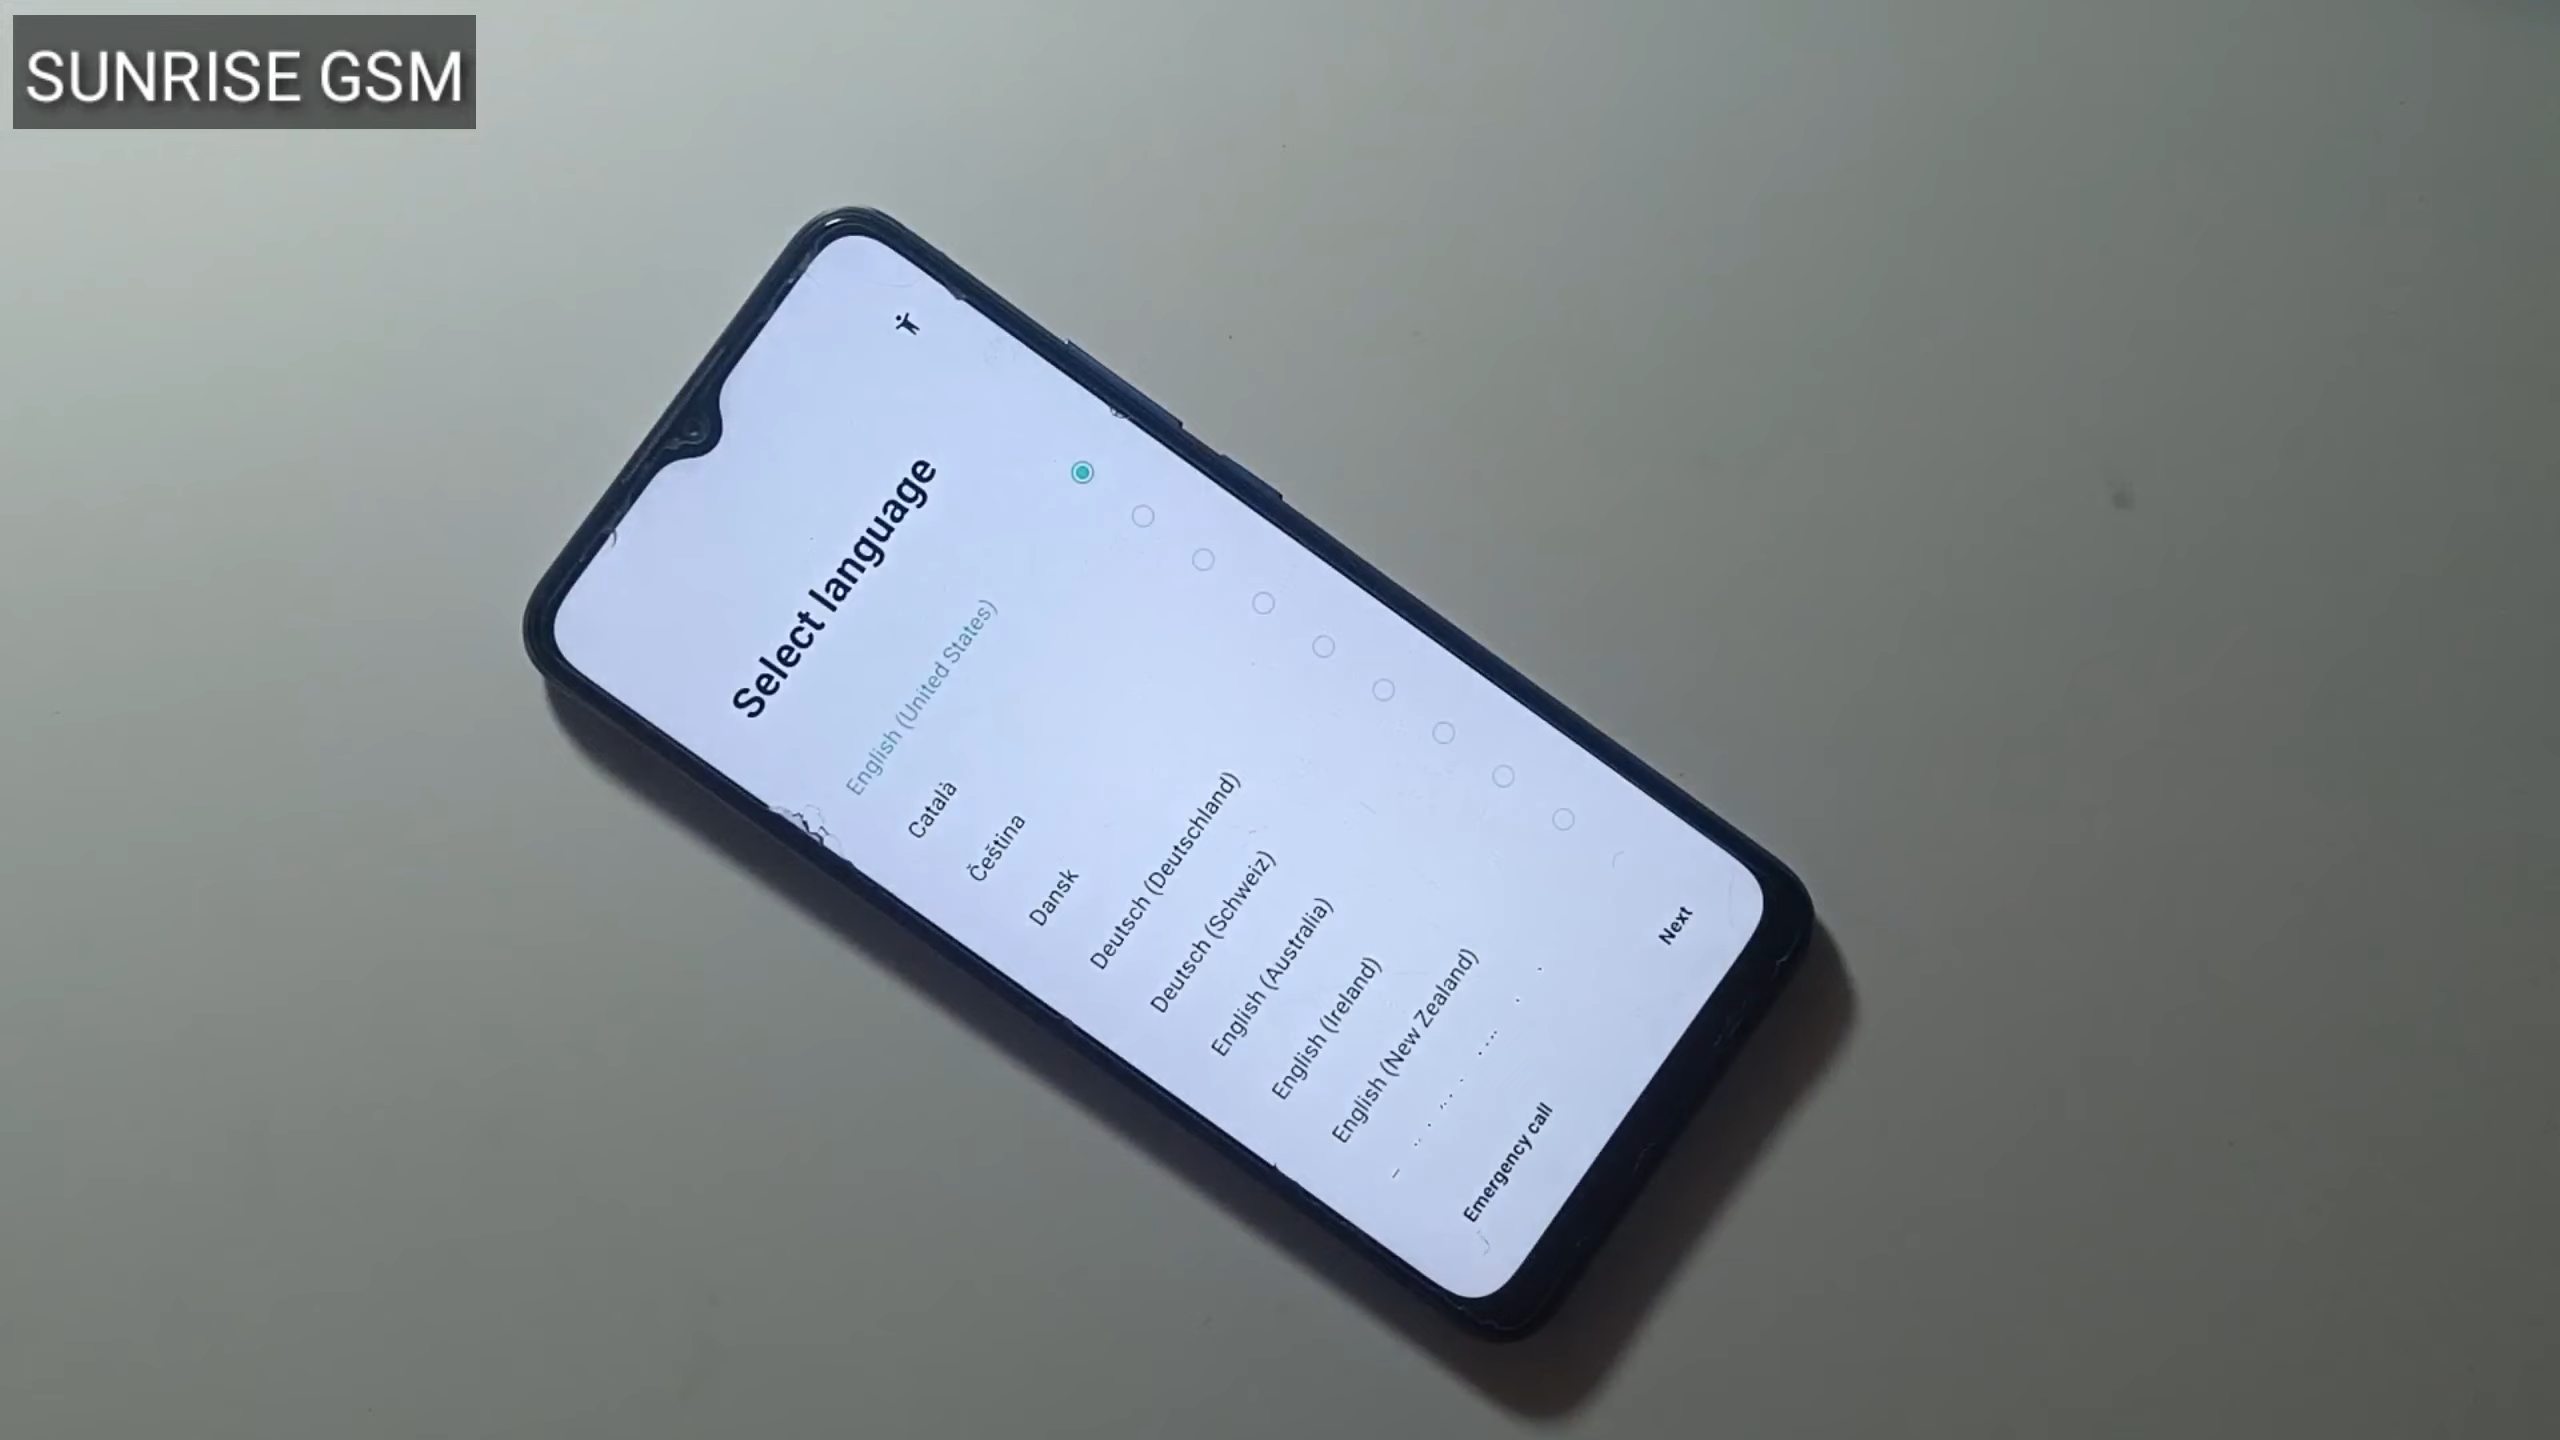 SUNRISE GSM
Select language
English (United States)
Català
Čeština
Dansk
Deutsch (Deutschland)
Deutsch (Schweiz)
English (Australia)
English (Ireland)
English (New Zealand)
Emergency call
Next